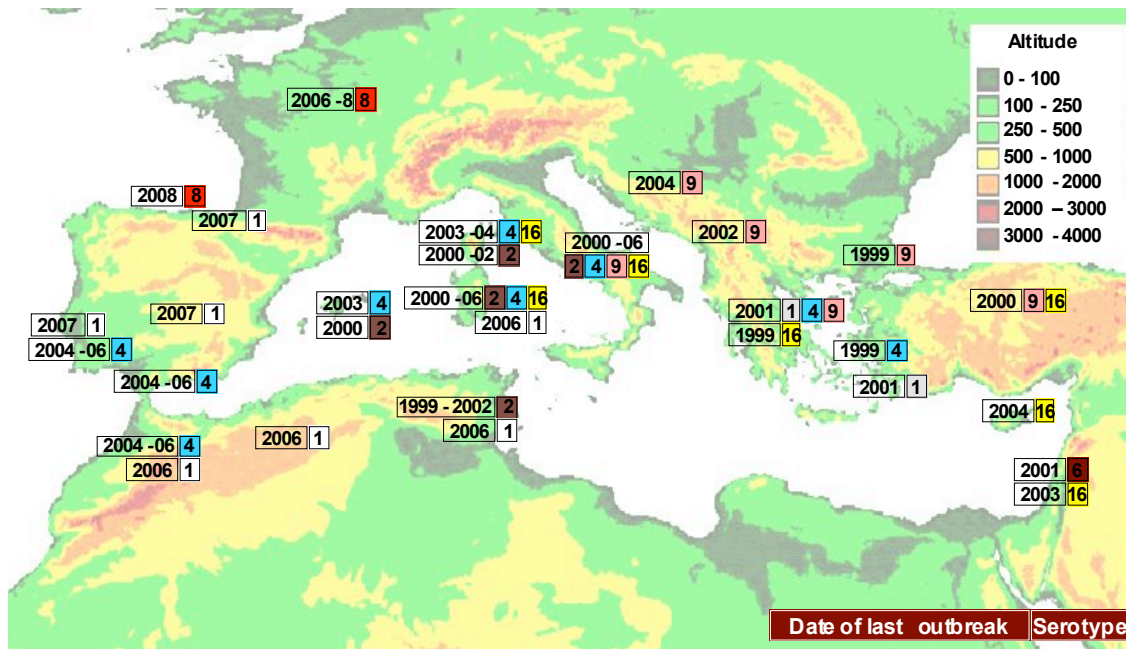 Altitude
0 - 100
100 - 250
250 - 500
500 - 1000
1000 - 2000
2000 – 3000
3000 - 4000
2006 -8 8
2008 8
2007 1
2004 9
2003 -04 4 16
2000 -02 2
2000 -06
2 4 9 16
2002 9
1999 9
2003 4
2000 2
2000 -06 2 4 16
2006 1
2007 1
2007 1
2004 -06 4
2004 -06 4
2001 1 4 9
1999 16
2000 9 16
1999 4
2001 1
2004 16
1999 - 2002 2
2006 1
2006 1
2004 -06 4
2006 1
2001 6
2003 16
Date of last outbreak Serotype